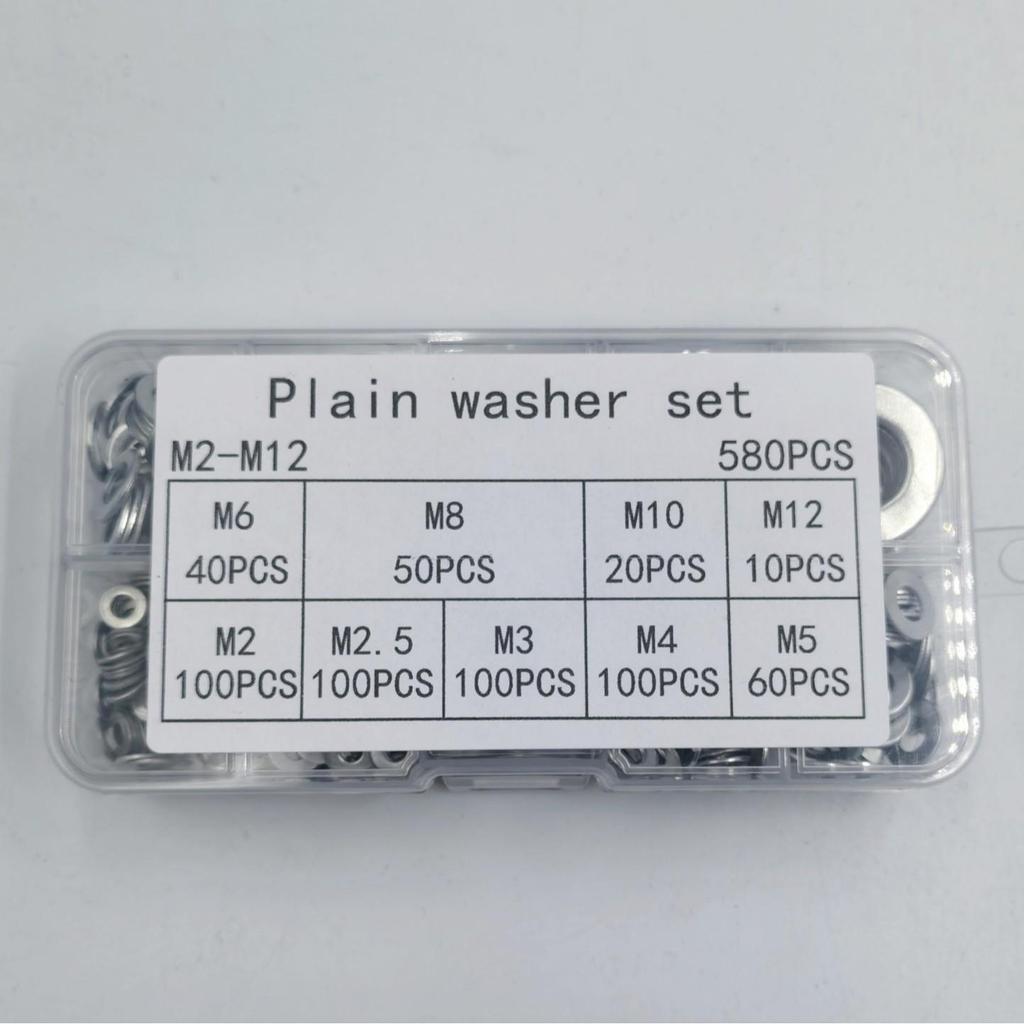 Plain washer set
M2-M12 580PCS
M6 M8 M10 M12
40PCS 50PCS 20PCS 10PCS
M2 M2.5 M3 M4 M5
100PCS 100PCS 100PCS 100PCS 60PCS